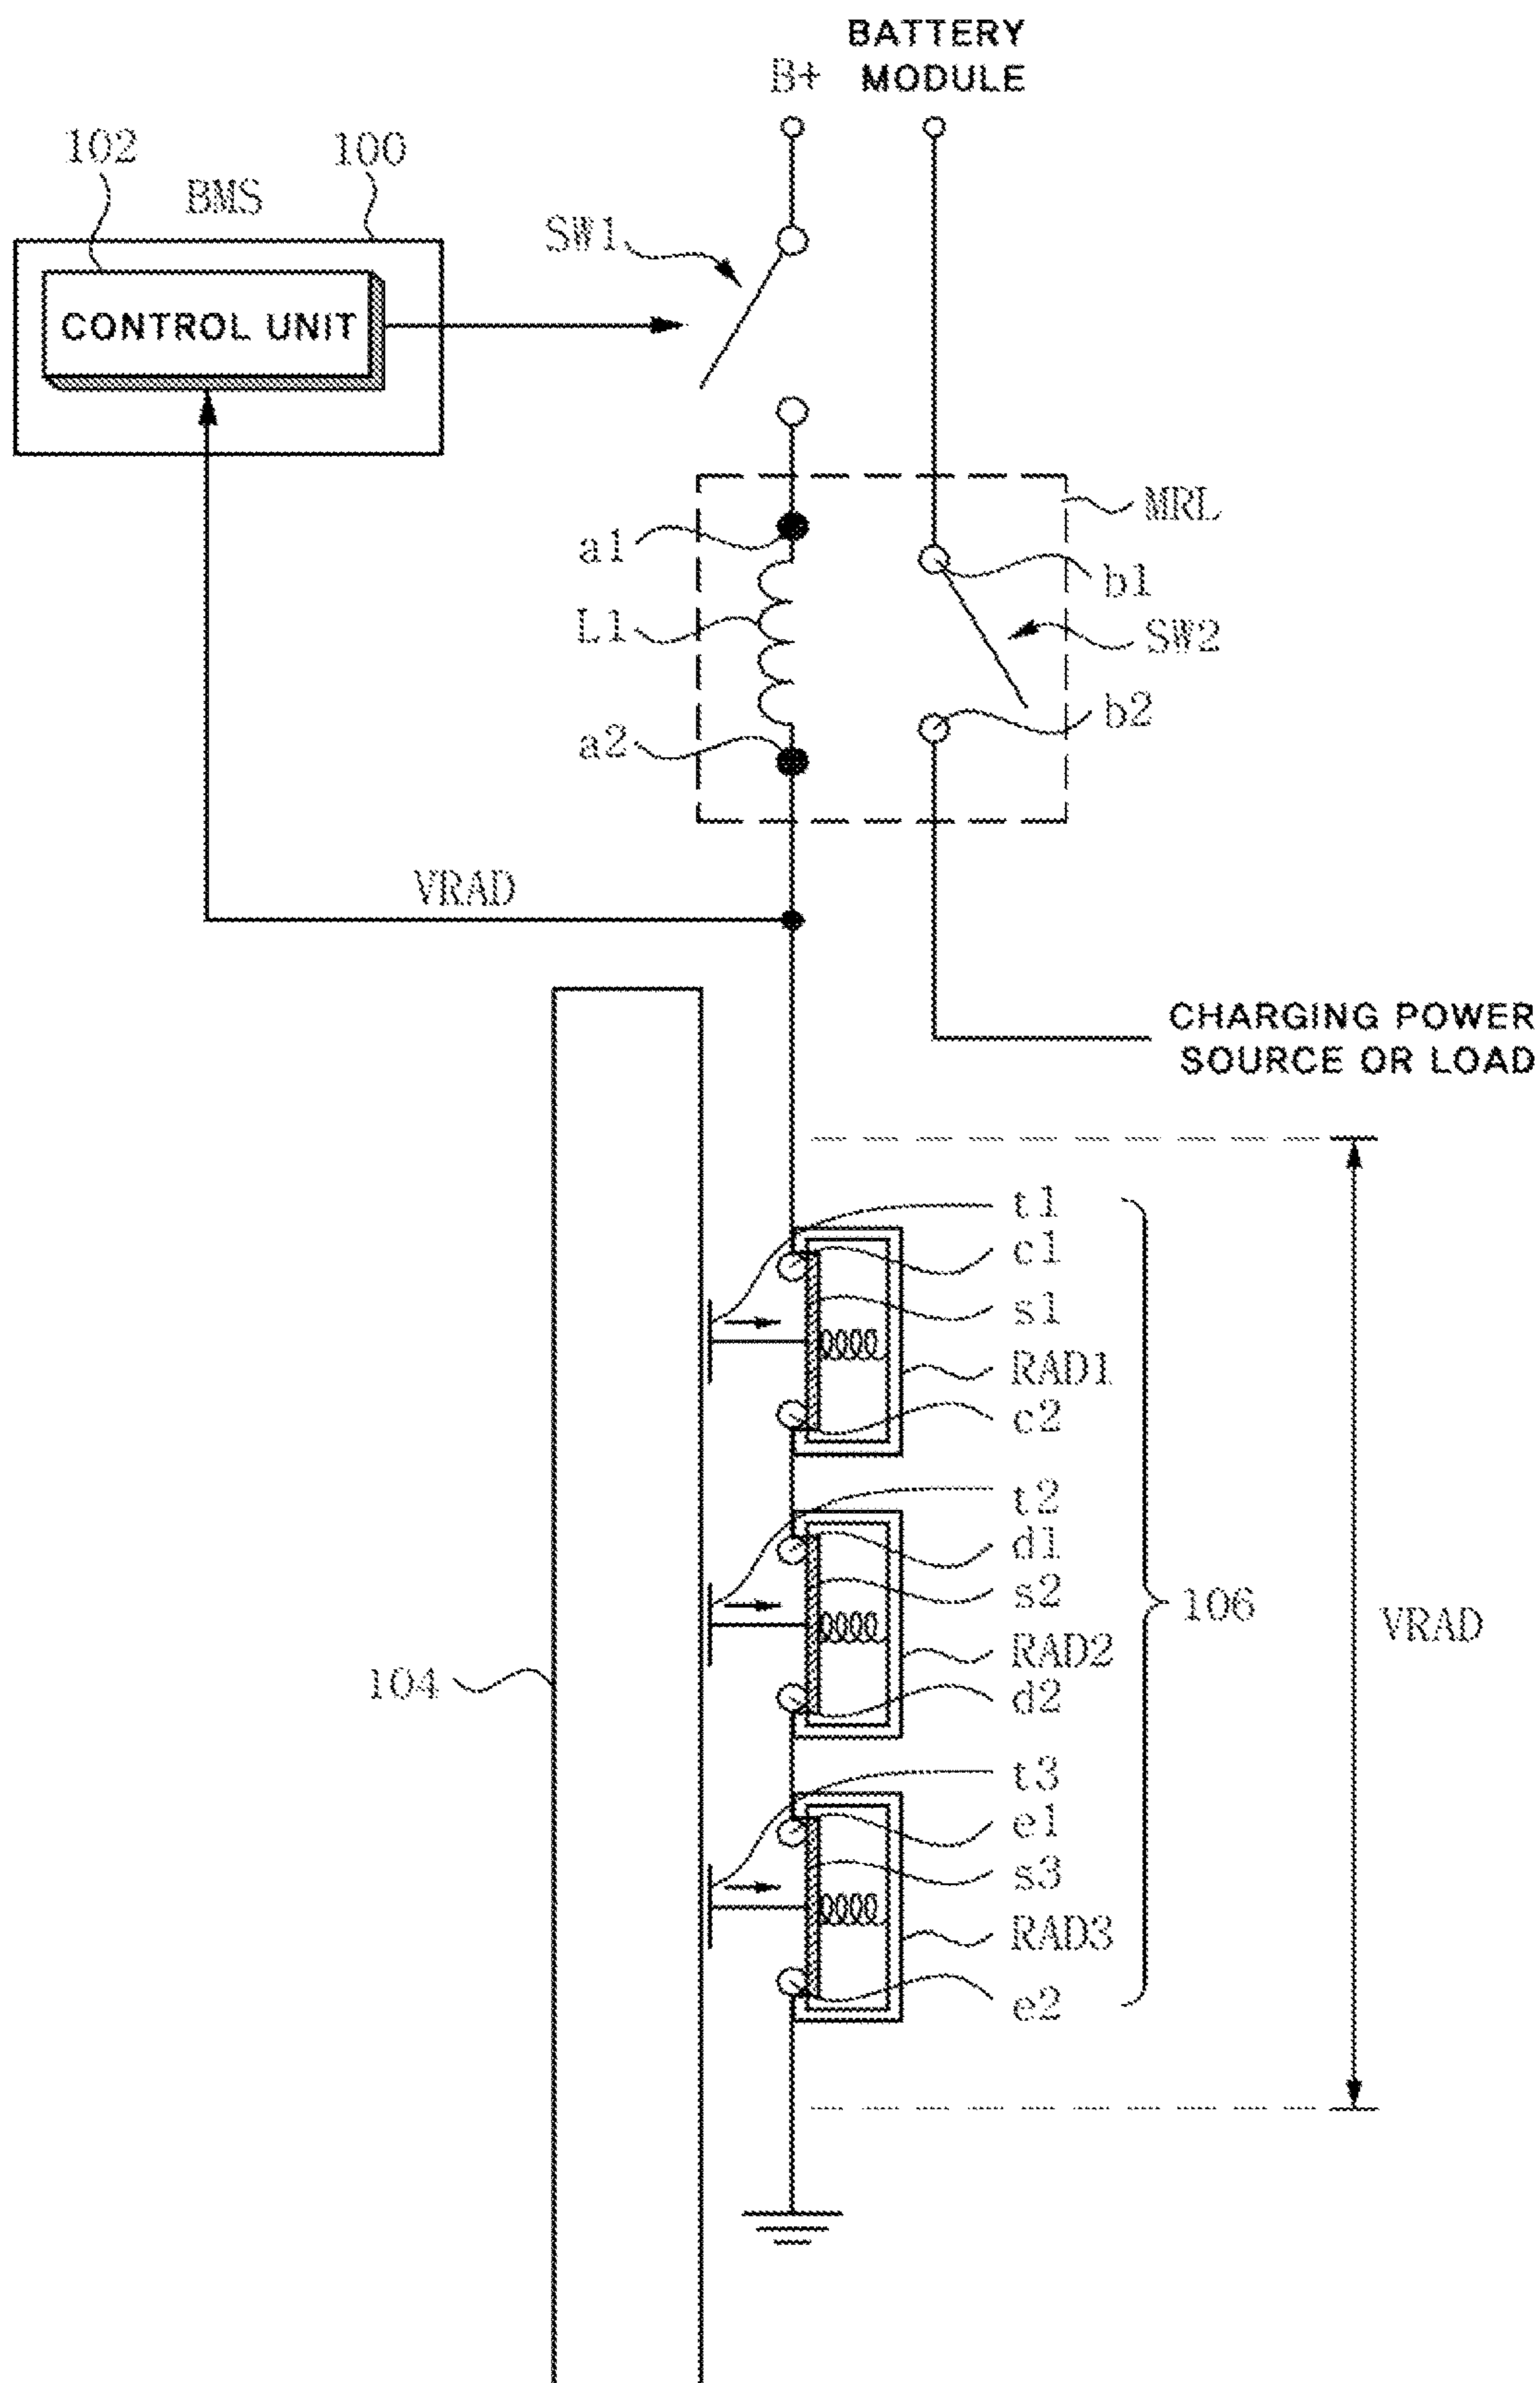 BATTERY
B+ MODULE
102
100
BMS
SW1
CONTROL UNIT
MRL
a1
b1
L1
SW2
b2
a2
VRAD
CHARGING POWER
SOURCE OR LOAD
t1
c1
s1
RAD1
c2
t2
d1
s2
106
VRAD
RAD2
104
d2
t3
e1
s3
RAD3
e2